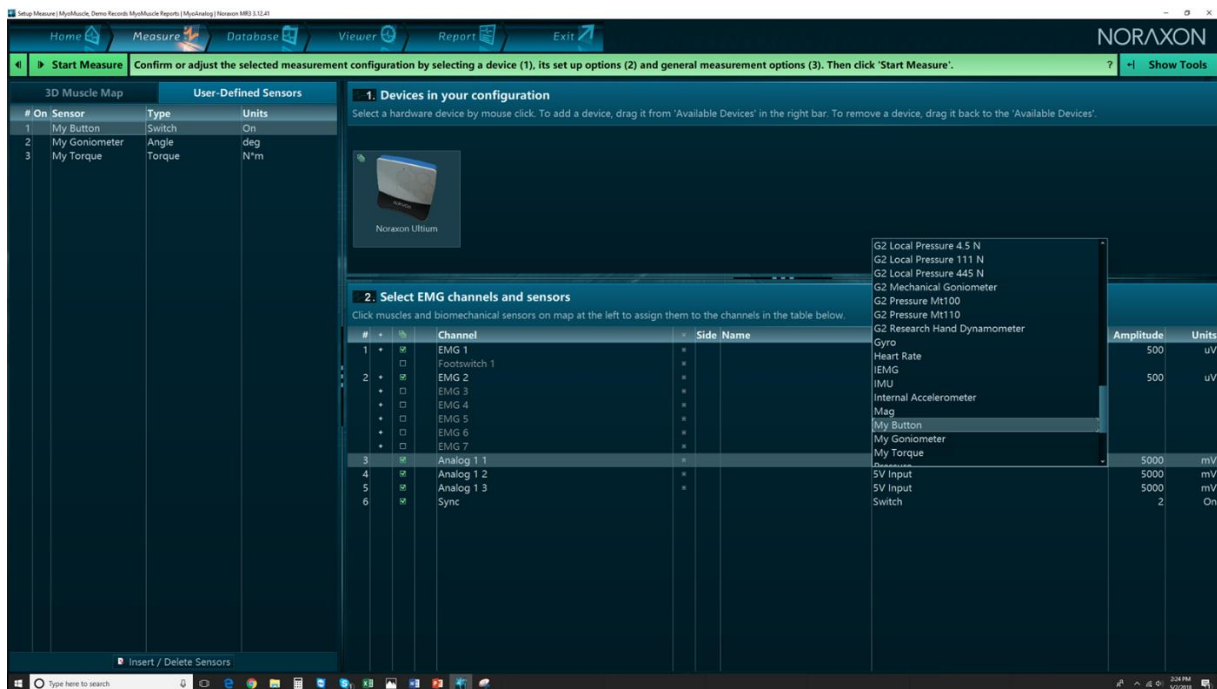 Setup Measure | MyoMuscle, Demo Records MyoMuscle Reports | MyoAnalog | Noraxon MR3 3.12.41
Home Measure Database Viewer Report Exit NORAXON
Start Measure Confirm or adjust the selected measurement configuration by selecting a device (1), its set up options (2) and general measurement options (3). Then click 'Start Measure'. ? Show Tools
3D Muscle Map User-Defined Sensors
# On Sensor Type Units
1 My Button Switch On
2 My Goniometer Angle deg
3 My Torque Torque N*m
Insert / Delete Sensors
1. Devices in your configuration
Select a hardware device by mouse click. To add a device, drag it from 'Available Devices' in the right bar. To remove a device, drag it back to the 'Available Devices'.
NORAXON
Noraxon Ultium
2. Select EMG channels and sensors
Click muscles and biomechanical sensors on map at the left to assign them to the channels in the table below.
# Channel Side Name Amplitude Units
1 EMG 1 500 uV
Footswitch 1
2 EMG 2 500 uV
EMG 3
EMG 4
EMG 5
EMG 6
EMG 7
3 Analog 1 1 5000 mV
4 Analog 1 2 5V Input 5000 mV
5 Analog 1 3 5V Input 5000 mV
6 Sync Switch 2 On
G2 Local Pressure 4.5 N
G2 Local Pressure 111 N
G2 Local Pressure 445 N
G2 Mechanical Goniometer
G2 Pressure Mt100
G2 Pressure Mt110
G2 Research Hand Dynamometer
Gyro
Heart Rate
IEMG
IMU
Internal Accelerometer
Mag
My Button
My Goniometer
My Torque
Pressure
Type here to search
2:24 PM
5/2/2018